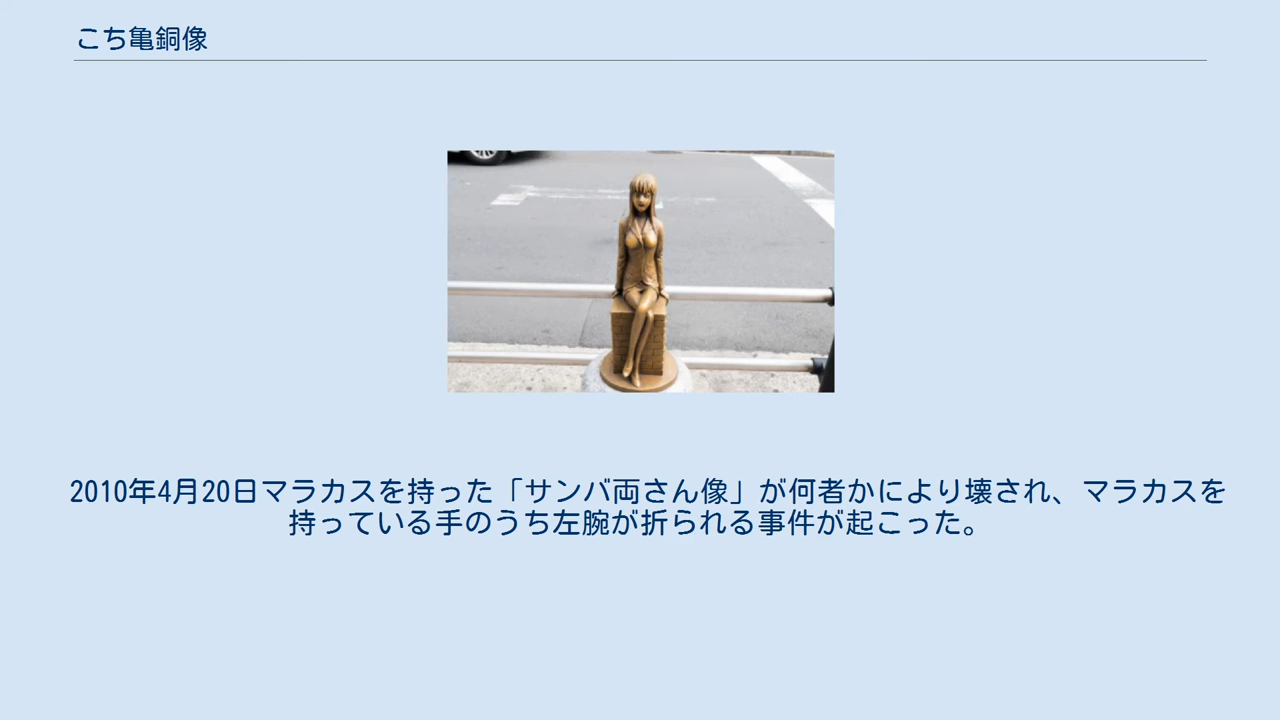 こち亀銅像
2010年4月20日マラカスを持った「サンバ両さん像」が何者かにより壊され、マラカスを
持っている手のうち左腕が折られる事件が起こった。